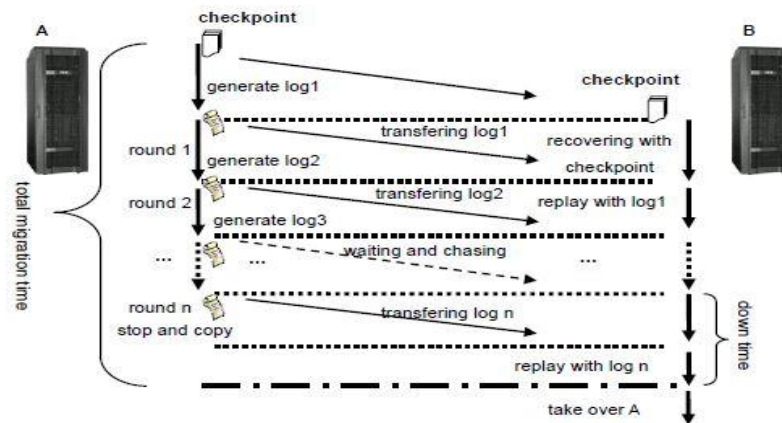 A
checkpoint
B
checkpoint
generate log1
transfering log1
recovering with
checkpoint
round 1
generate log2
transfering log2
replay with log1
round 2
generate log3
waiting and chasing
...
...
...
round n
stop and copy
transfering log n
replay with log n
take over A
total migration time
down time